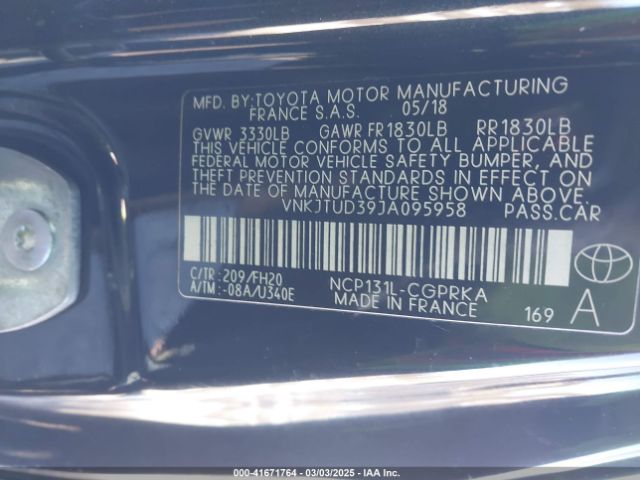 MFD. BY:TOYOTA MOTOR MANUFACTURING
FRANCE S.A.S. 05/18
GVWR 3330LB GAWR FR1830LB RR1830LB
THIS VEHICLE CONFORMS TO ALL APPLICABLE
FEDERAL MOTOR VEHICLE SAFETY BUMPER, AND
THEFT PREVENTION STANDARDS IN EFFECT ON
THE DATE OF MANUFACTURE SHOWN ABOVE.
VNKJTUD39JA095958 PASS.CAR
C/TR: 209/FH20 NCP131L-CGPRKA
A/TM: -08A/U340E MADE IN FRANCE 169 A
000-41671764 - 03/03/2025 - IAA Inc.